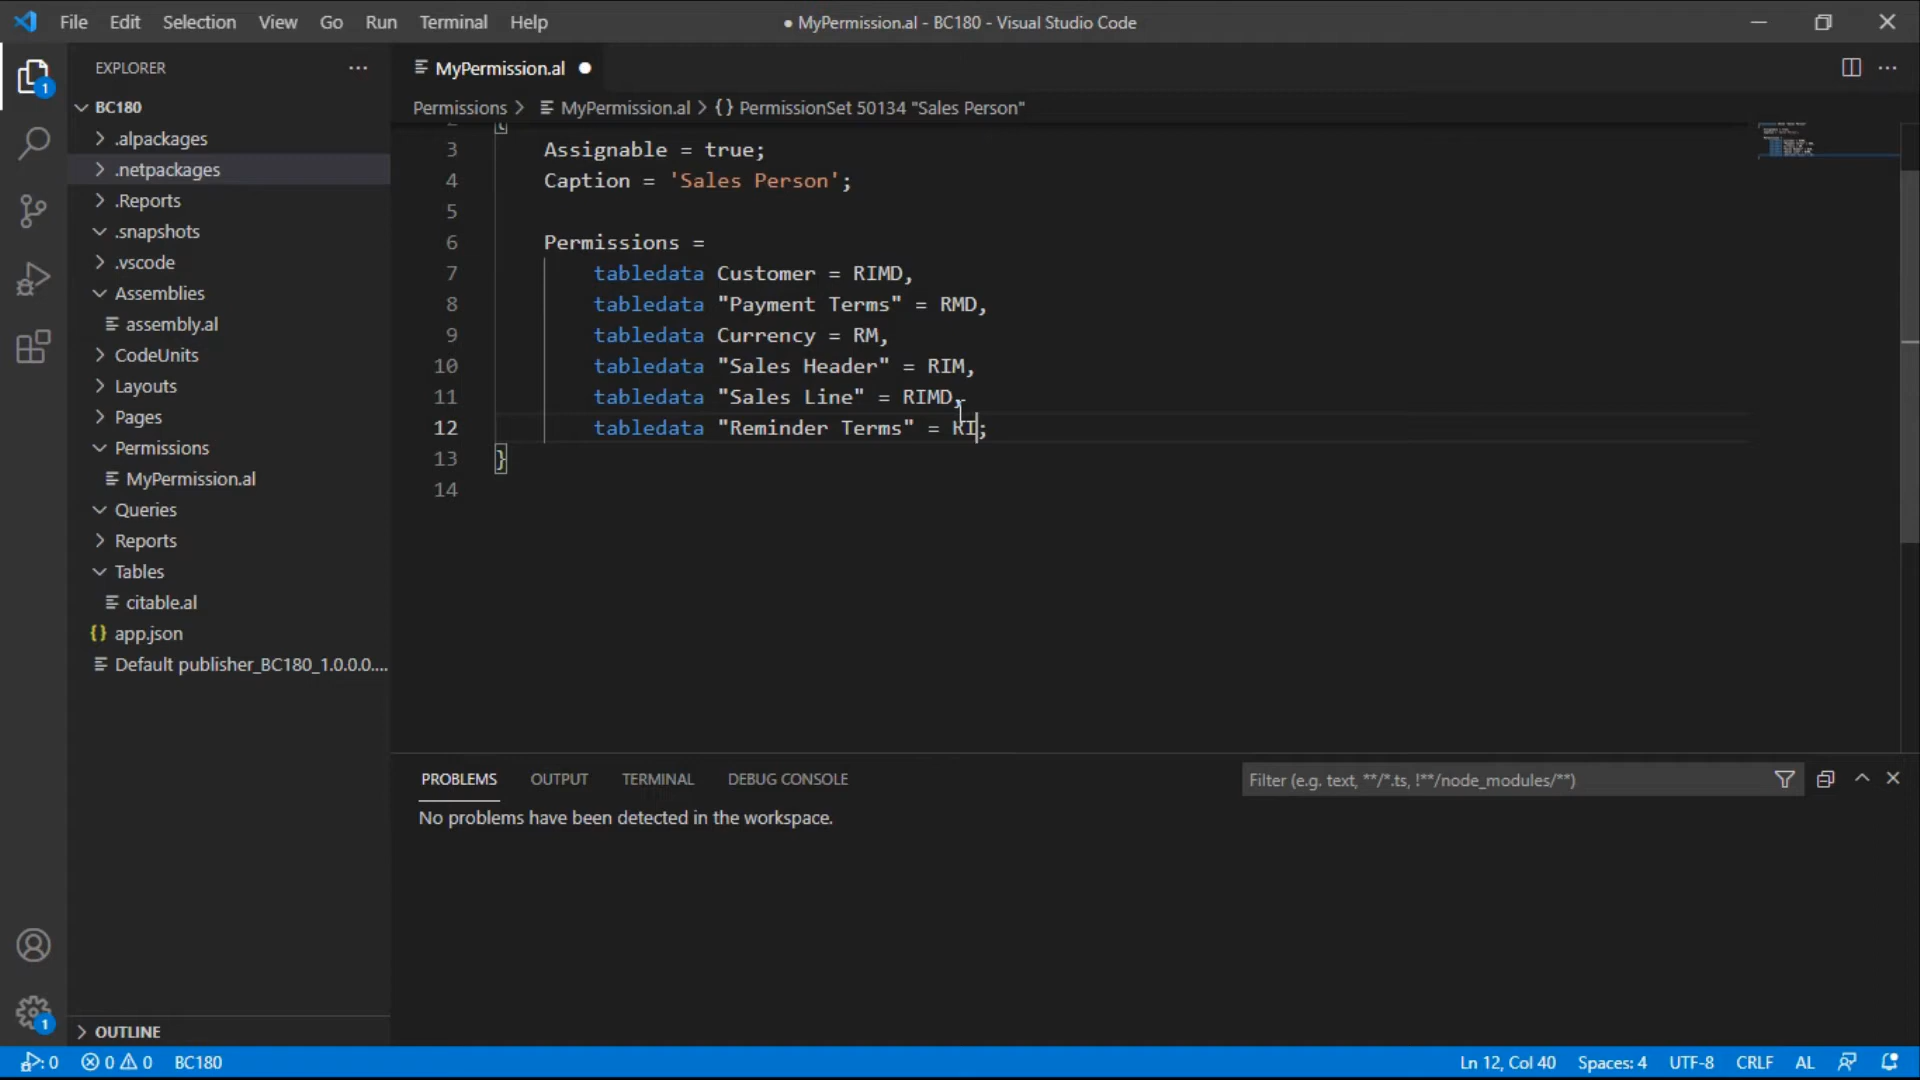 File Edit Selection View Go Run Terminal Help
● MyPermission.al - BC180 - Visual Studio Code
EXPLORER
BC180
.alpackages
.netpackages
.Reports
.snapshots
.vscode
Assemblies
assembly.al
CodeUnits
Layouts
Pages
Permissions
MyPermission.al
Queries
Reports
Tables
citable.al
{} app.json
Default publisher_BC180_1.0.0.0....
OUTLINE
1
1
MyPermission.al ●
Permissions > MyPermission.al > {} PermissionSet 50134 "Sales Person"
3 Assignable = true;
4 Caption = 'Sales Person';
5
6 Permissions =
7 tabledata Customer = RIMD,
8 tabledata "Payment Terms" = RMD,
9 tabledata Currency = RM,
10 tabledata "Sales Header" = RIM,
11 tabledata "Sales Line" = RIMD,
12 tabledata "Reminder Terms" = RI;
13 }
14
PROBLEMS OUTPUT TERMINAL DEBUG CONSOLE
Filter (e.g. text, **/*.ts, !**/node_modules/**)
No problems have been detected in the workspace.
0 0 0 BC180
Ln 12, Col 40 Spaces: 4 UTF-8 CRLF AL